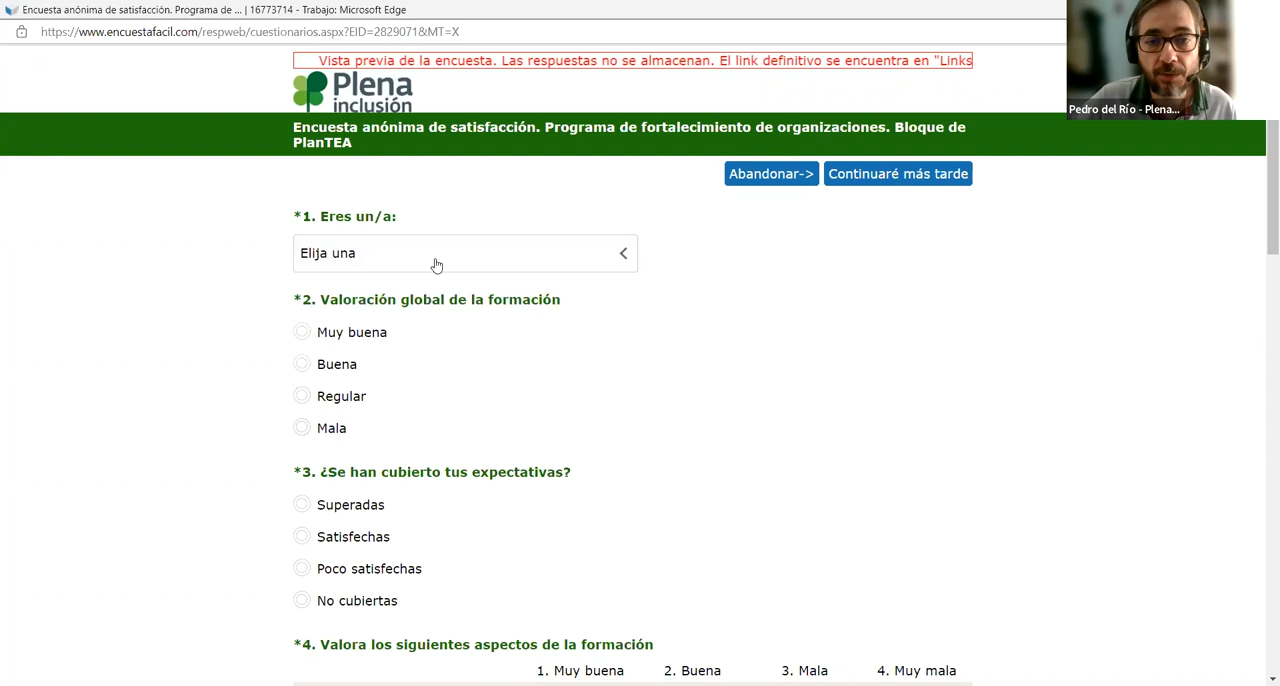 Encuesta anónima de satisfacción. Programa de ... | 16773714 - Trabajo: Microsoft Edge
https://www.encuestafacil.com/respweb/cuestionarios.aspx?EID=2829071&MT=X
Vista previa de la encuesta. Las respuestas no se almacenan. El link definitivo se encuentra en "Links
Plena
inclusión
Pedro del Río - Plena...
Encuesta anónima de satisfacción. Programa de fortalecimiento de organizaciones. Bloque de
PlanTEA
Abandonar-> Continuaré más tarde
*1. Eres un/a:
Elija una
*2. Valoración global de la formación
Muy buena
Buena
Regular
Mala
*3. ¿Se han cubierto tus expectativas?
Superadas
Satisfechas
Poco satisfechas
No cubiertas
*4. Valora los siguientes aspectos de la formación
1. Muy buena 2. Buena 3. Mala 4. Muy mala